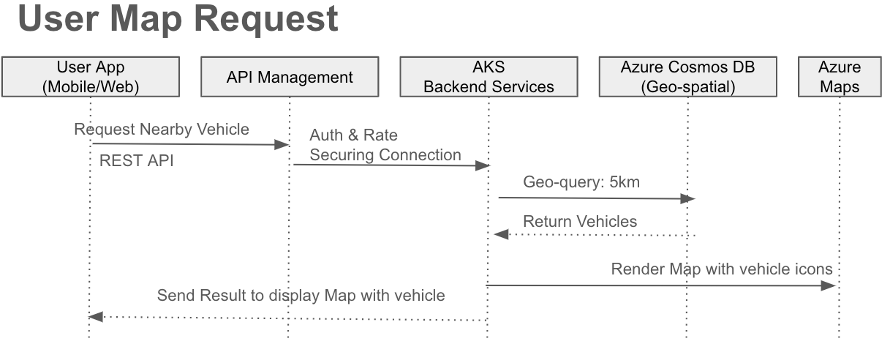 User Map Request
User App
(Mobile/Web)
API Management
AKS
Backend Services
Azure Cosmos DB
(Geo-spatial)
Azure
Maps
Request Nearby Vehicle
REST API
Auth & Rate
Securing Connection
Geo-query: 5km
Return Vehicles
Render Map with vehicle icons
Send Result to display Map with vehicle